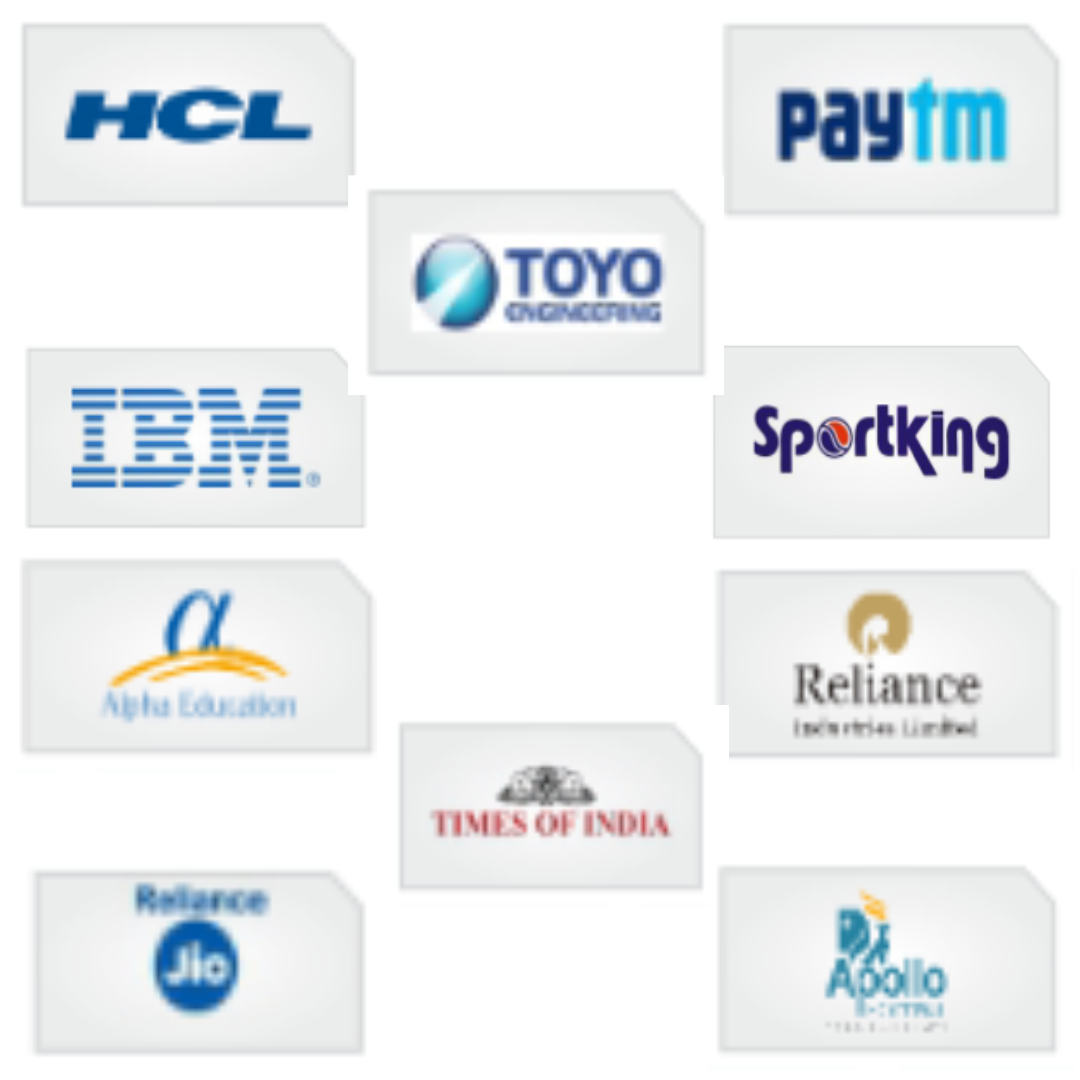 HCL
paytm
TOYO
ENGINEERING
IBM®
Sportking
α
Alpha Education
Reliance
Industries Limited
TIMES OF INDIA
Reliance
Jio
Apollo